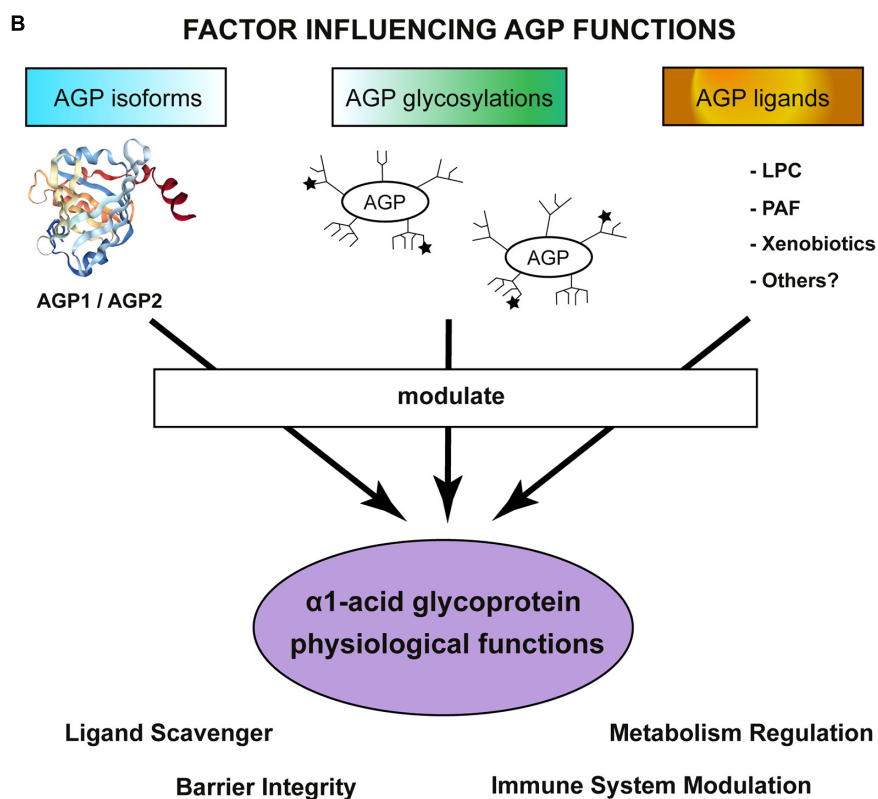 B
FACTOR INFLUENCING AGP FUNCTIONS
AGP isoforms
AGP glycosylations
AGP ligands
AGP
AGP
AGP1 / AGP2
- LPC
- PAF
- Xenobiotics
- Others?
modulate
α1-acid glycoprotein
physiological functions
Ligand Scavenger
Metabolism Regulation
Barrier Integrity
Immune System Modulation